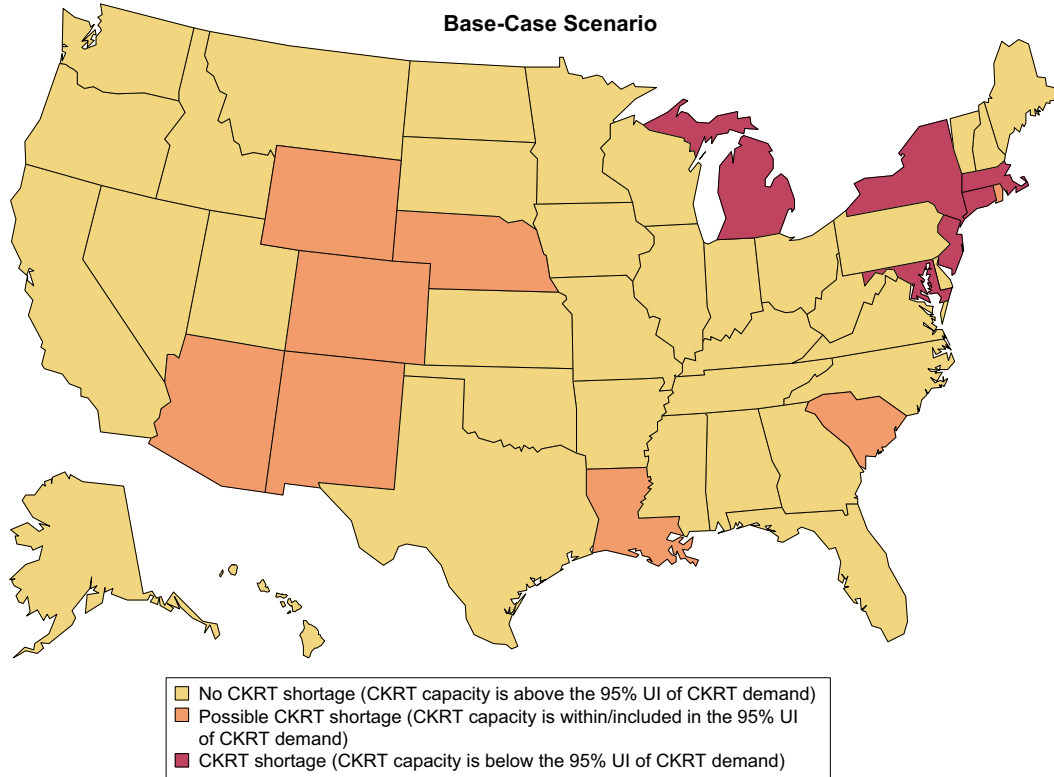 Base-Case Scenario
No CKRT shortage (CKRT capacity is above the 95% UI of CKRT demand)
Possible CKRT shortage (CKRT capacity is within/included in the 95% UI
of CKRT demand)
CKRT shortage (CKRT capacity is below the 95% UI of CKRT demand)